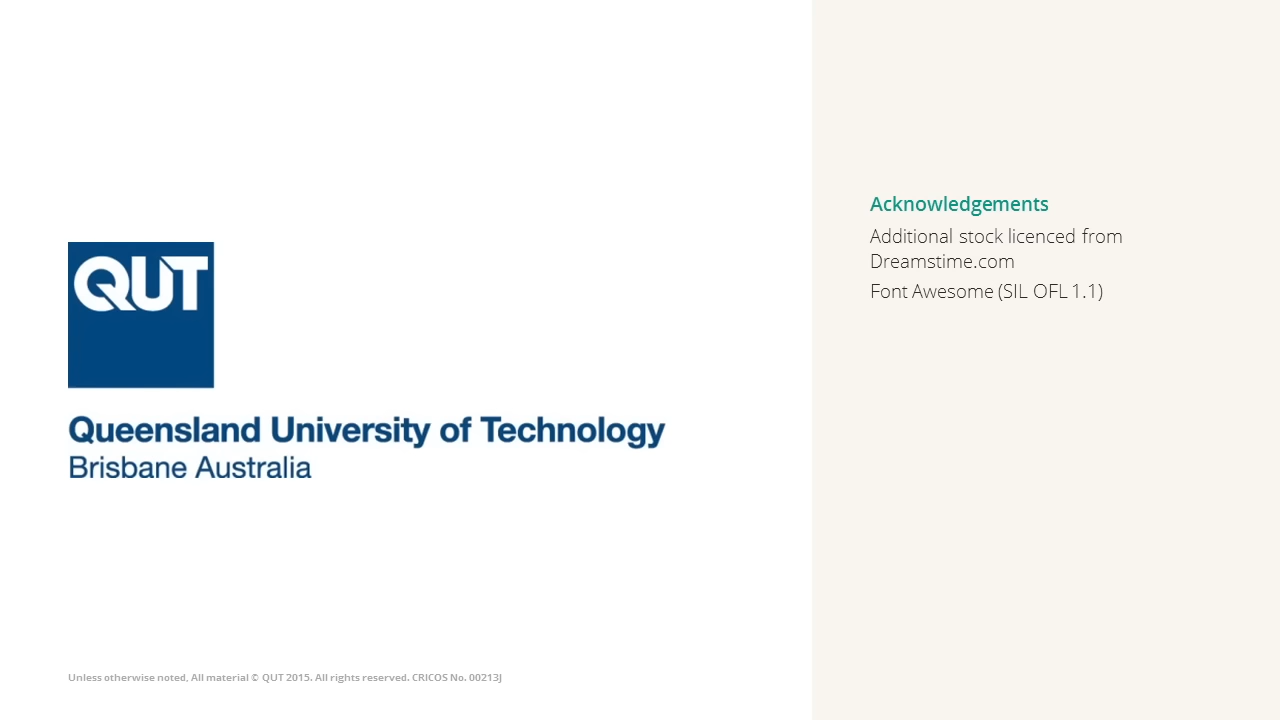 QUT
Queensland University of Technology
Brisbane Australia
Unless otherwise noted, All material © QUT 2015. All rights reserved. CRICOS No. 00213J
Acknowledgements
Additional stock licenced from
Dreamstime.com
Font Awesome (SIL OFL 1.1)